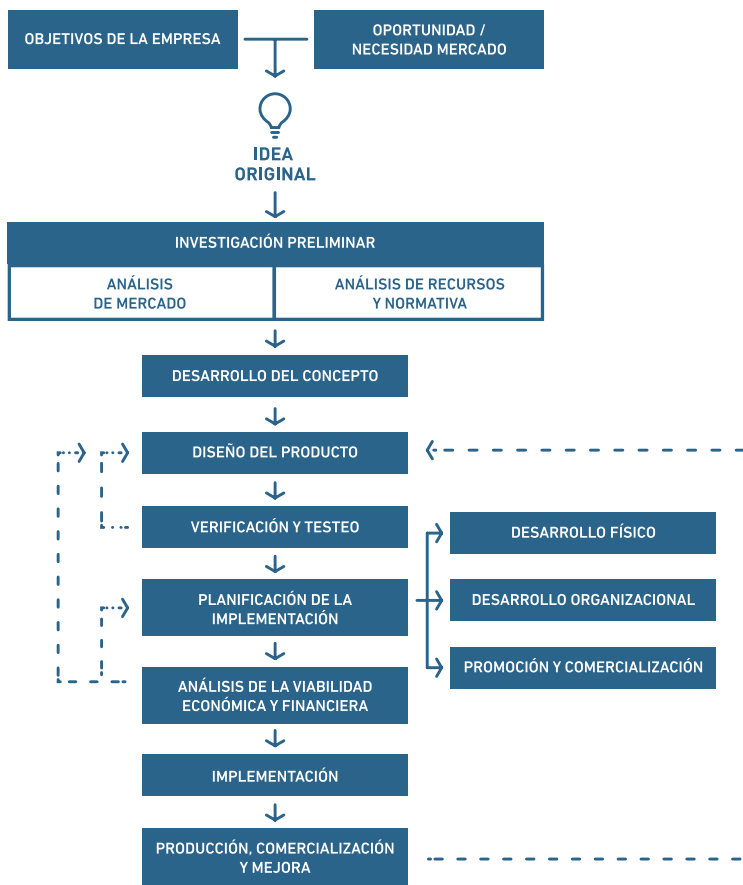 OBJETIVOS DE LA EMPRESA
OPORTUNIDAD /
NECESIDAD MERCADO
IDEA
ORIGINAL
INVESTIGACIÓN PRELIMINAR
ANÁLISIS
DE MERCADO
ANÁLISIS DE RECURSOS
Y NORMATIVA
DESARROLLO DEL CONCEPTO
DISEÑO DEL PRODUCTO
VERIFICACIÓN Y TESTEO
DESARROLLO FÍSICO
PLANIFICACIÓN DE LA
IMPLEMENTACIÓN
DESARROLLO ORGANIZACIONAL
PROMOCIÓN Y COMERCIALIZACIÓN
ANÁLISIS DE LA VIABILIDAD
ECONÓMICA Y FINANCIERA
IMPLEMENTACIÓN
PRODUCCIÓN, COMERCIALIZACIÓN
Y MEJORA